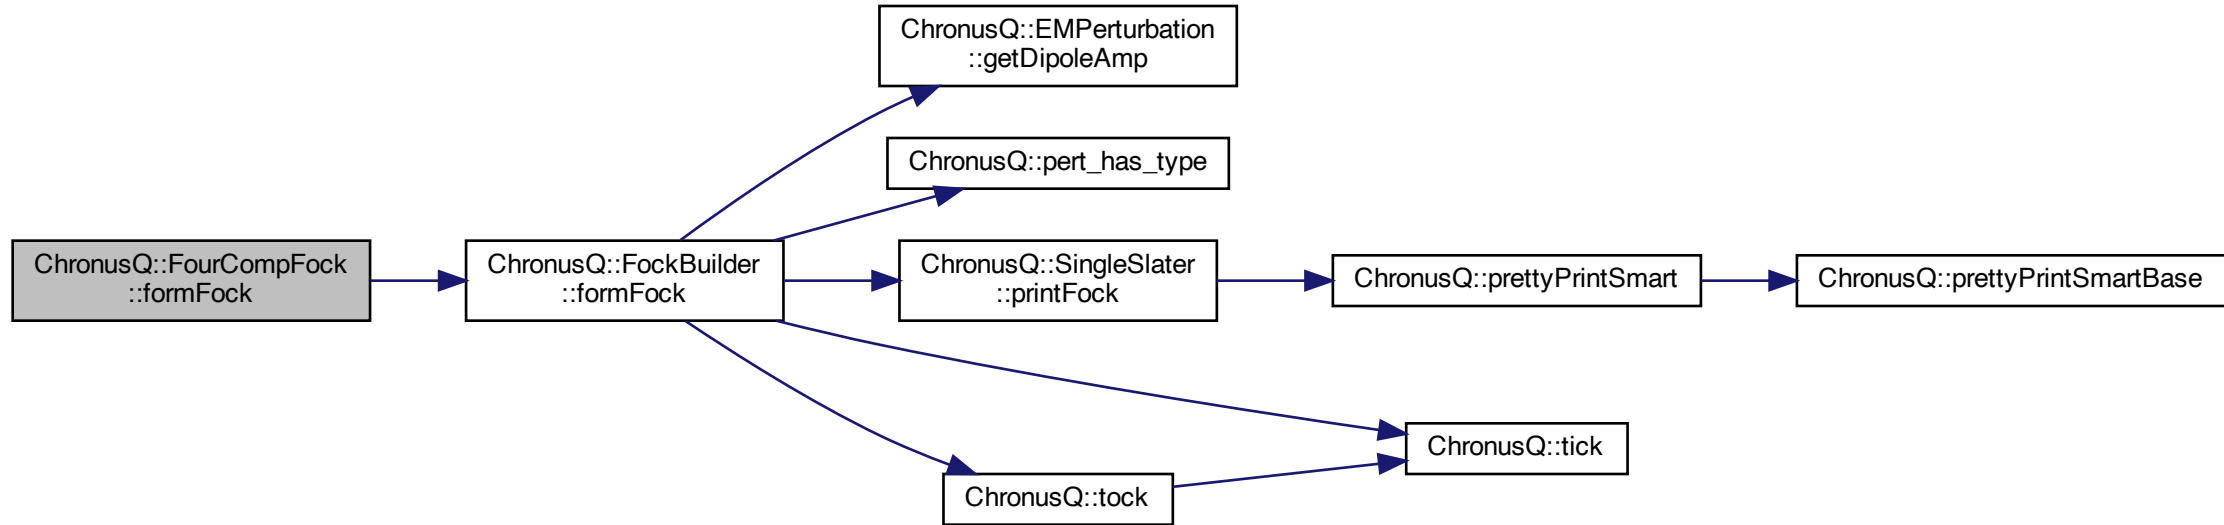 ChronusQ::EMPerturbation
::getDipoleAmp
ChronusQ::pert_has_type
ChronusQ::FourCompFock
::formFock
ChronusQ::FockBuilder
::formFock
ChronusQ::SingleSlater
::printFock
ChronusQ::prettyPrintSmart
ChronusQ::prettyPrintSmartBase
ChronusQ::tick
ChronusQ::tock